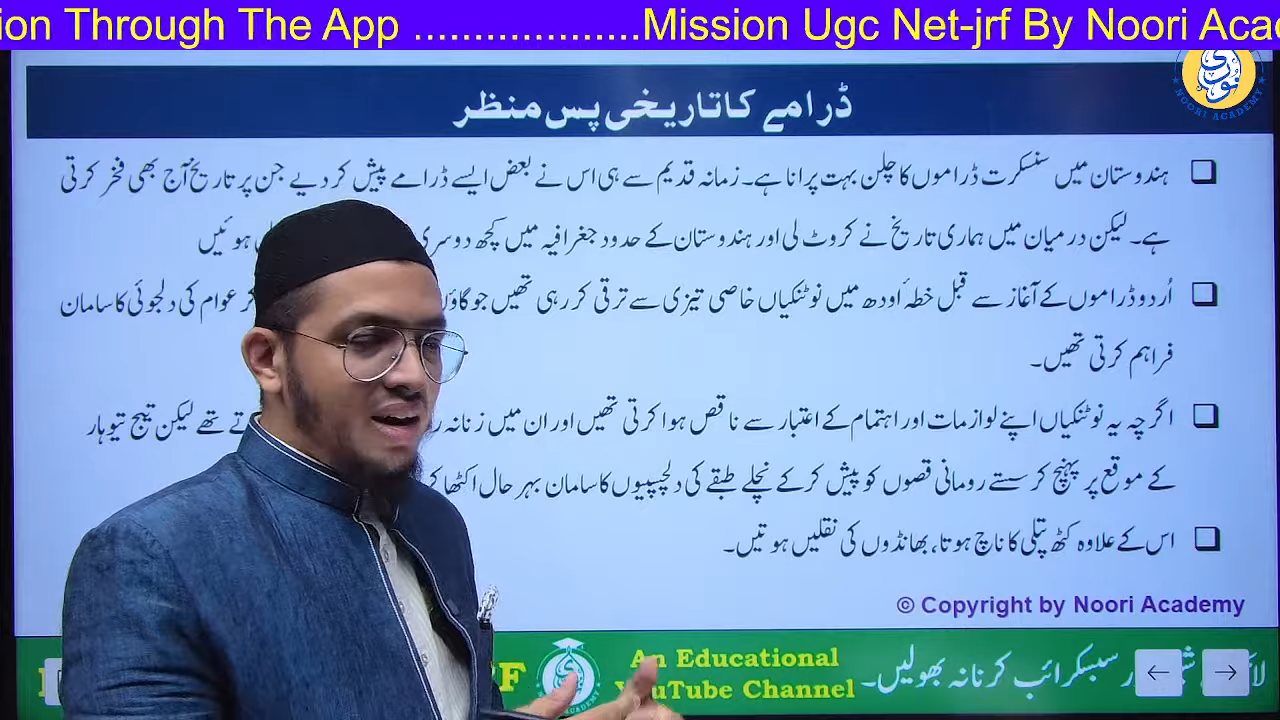 ion Through The App ...................Mission Ugc Net-jrf By Noori Aca
نوری
NOORI ACADEMY
ڈرامے کا تاریخی پس منظر
ہندوستان میں سنسکرت ڈراموں کا چلن بہت پرانا ہے۔ زمانہ قدیم سے ہی اس نے بعض ایسے ڈرامے پیش کر دیے جن پر تاریخ آج بھی فخر کرتی
ہے۔ لیکن درمیان میں ہماری تاریخ نے کروٹ لی اور ہندوستان کے حدود جغرافیہ میں کچھ دوسری ہوئیں
اُردو ڈراموں کے آغاز سے قبل خطہ اودھ میں نوٹنکیاں خاصی تیزی سے ترقی کر رہی تھیں جو گاؤں کر عوام کی دلجوئی کا سامان
فراہم کرتی تھیں۔
اگرچہ یہ نوٹنکیاں اپنے لوازمات اور اہتمام کے اعتبار سے ناقص ہوا کرتی تھیں اور ان میں زنانہ تے تھے لیکن تیج تیوہار
کے موقع پر پہنچ کر سستے رومانی قصوں کو پیش کر کے نچلے طبقے کی دلچسپیوں کا سامان بہر حال اکٹھا
اس کے علاوہ کٹھ پتلی کا ناچ ہوتا، بھانڈوں کی نقلیں ہوتیں۔
© Copyright by Noori Academy
An Educational
YouTube Channel
سبسکرائب کرنا نہ بھولیں۔